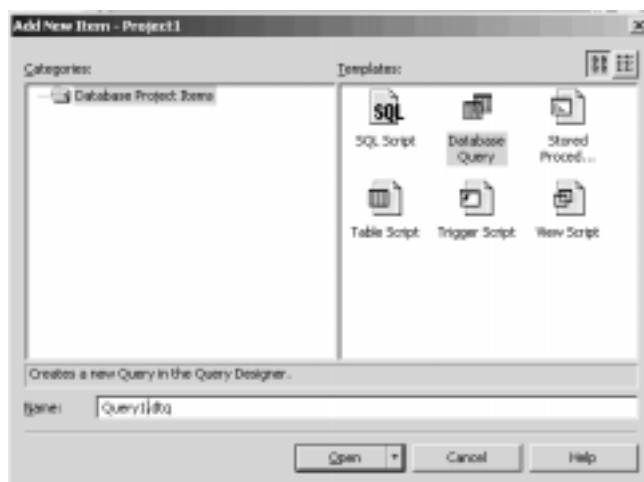 Add New Item - Project1
Categories:
Templates:
Database Project Items
SQL
SQL Script
Database Query
Stored Proced...
Table Script
Trigger Script
View Script
Creates a new Query in the Query Designer.
Name:
Query1.dtq
Open
Cancel
Help